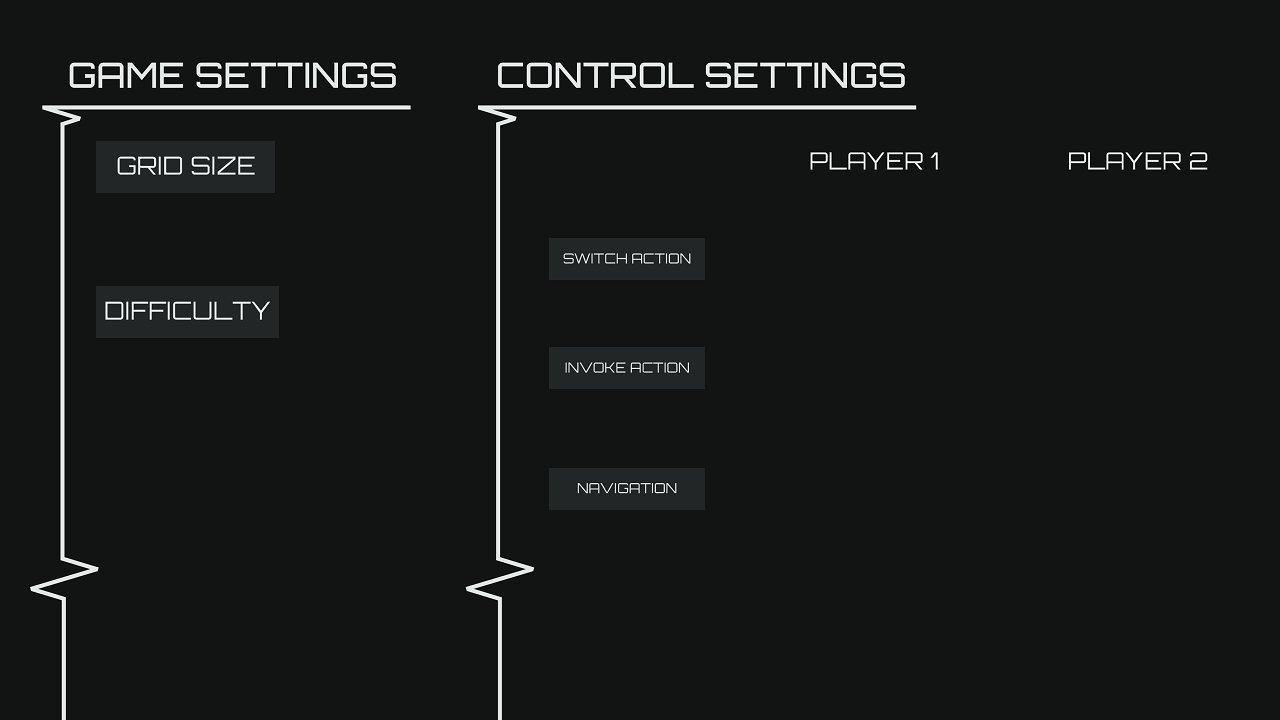 GAME SETTINGS
GRID SIZE
DIFFICULTY
CONTROL SETTINGS
PLAYER 1
PLAYER 2
SWITCH ACTION
INVOKE ACTION
NAVIGATION